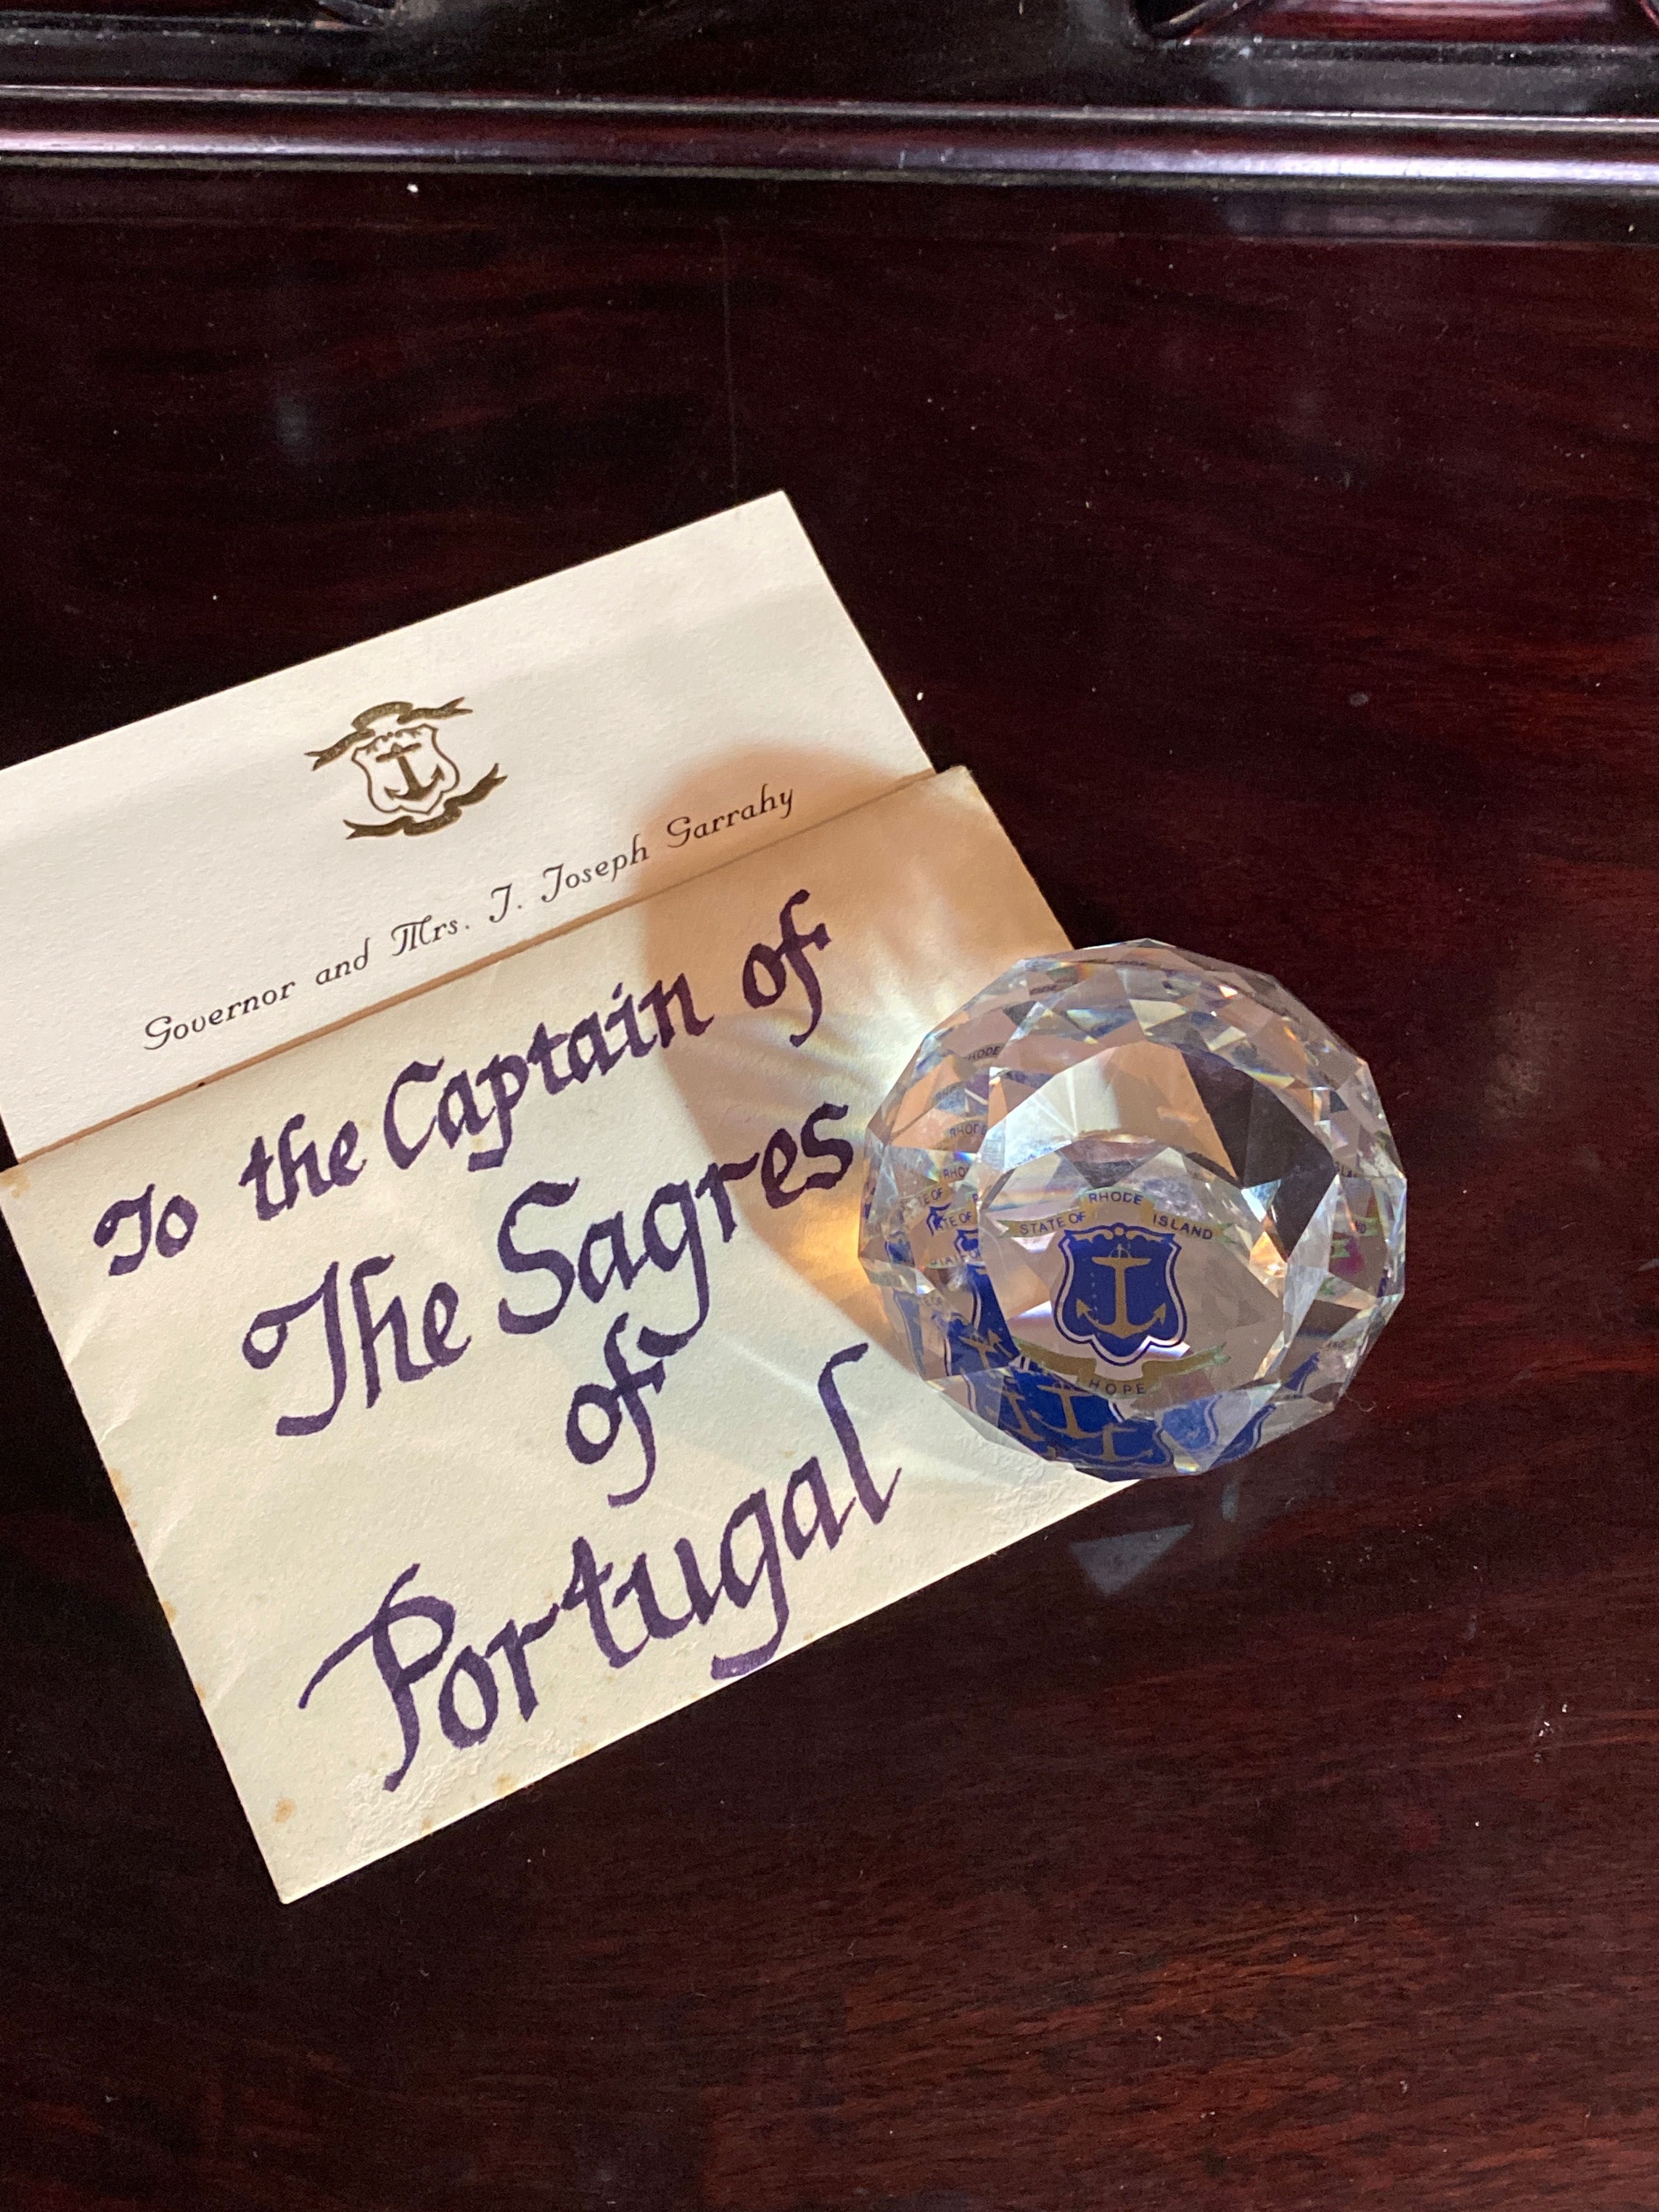 Governor and Mrs. J. Joseph Garrahy
To the Captain of
The Sagres
of
Portugal
STATE OF RHODE ISLAND
HOPE